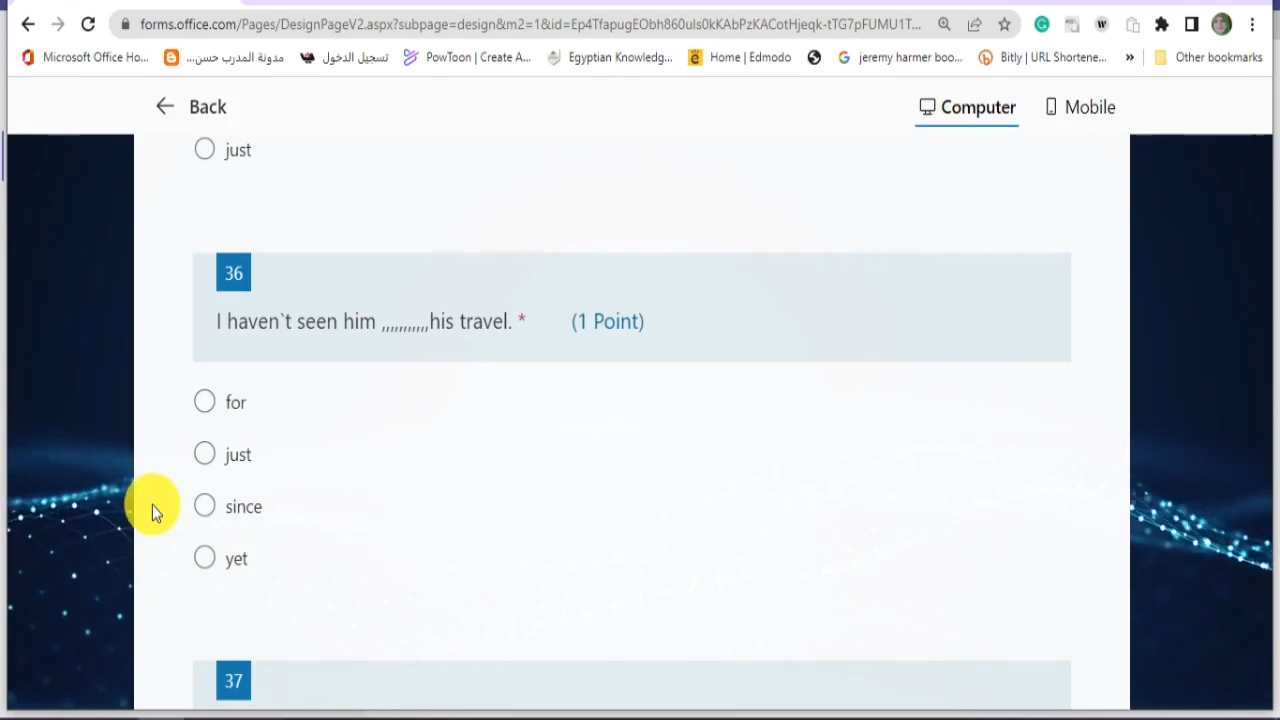 forms.office.com/Pages/DesignPageV2.aspx?subpage=design&m2=1&id=Ep4TfapugEObh860uls0kKAvPzKACotHjeqk-tTG7pFUMU1T...
Microsoft Office Ho... مدونة المدرب حسن... تسجيل الدخول PowToon | Create A... Egyptian Knowledg... Home | Edmodo jeremy harmer boo... Bitly | URL Shortene... » Other bookmarks
Back Computer Mobile
just
36
I haven`t seen him ,,,,,,,,,,,his travel. * (1 Point)
for
just
since
yet
37